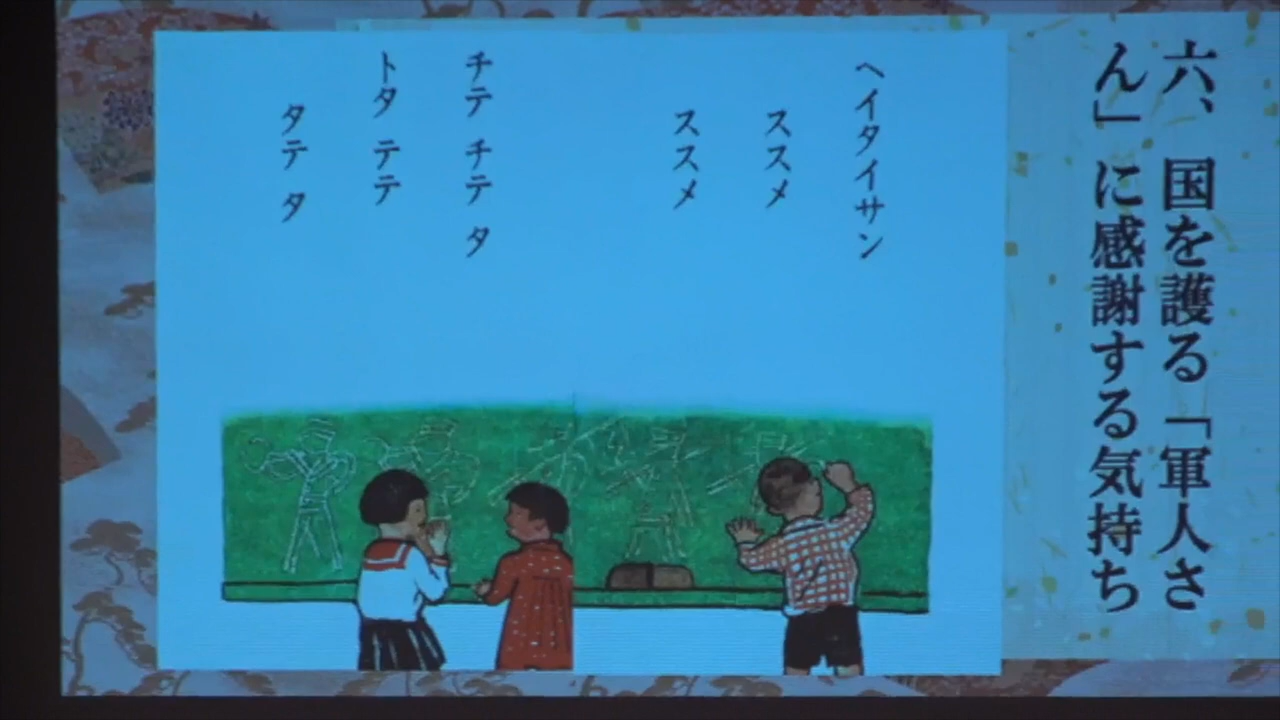 六、国を護る「軍人さ
ん」に感謝する気持ち
ヘイタイサン
ススメ
ススメ
チテ チテ タ
トタ テテ
タテ タ